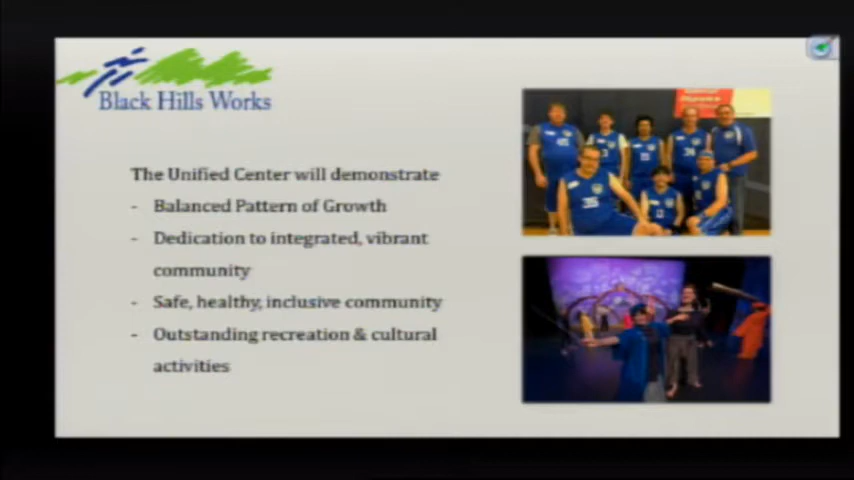 Black Hills Works
The Unified Center will demonstrate
- Balanced Pattern of Growth
- Dedication to integrated, vibrant
community
- Safe, healthy, inclusive community
- Outstanding recreation & cultural
activities